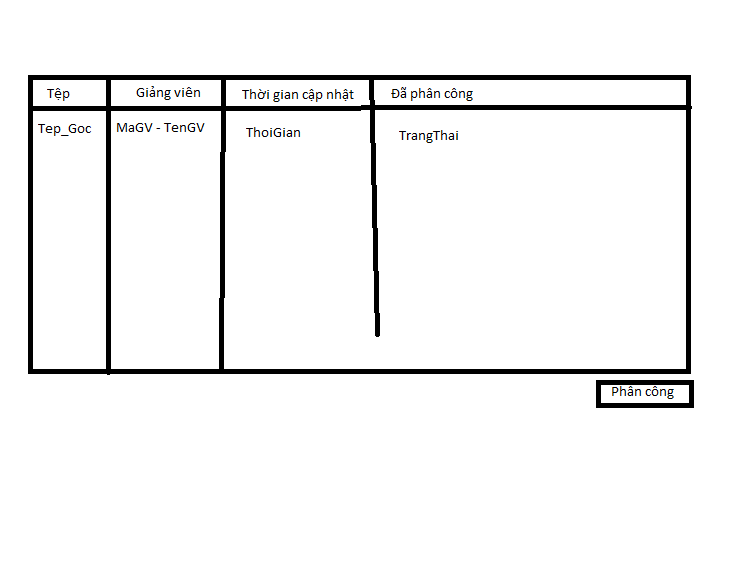 Tệp Giảng viên Thời gian cập nhật Đã phân công
Tep_Goc MaGV - TenGV ThoiGian TrangThai
Phân công